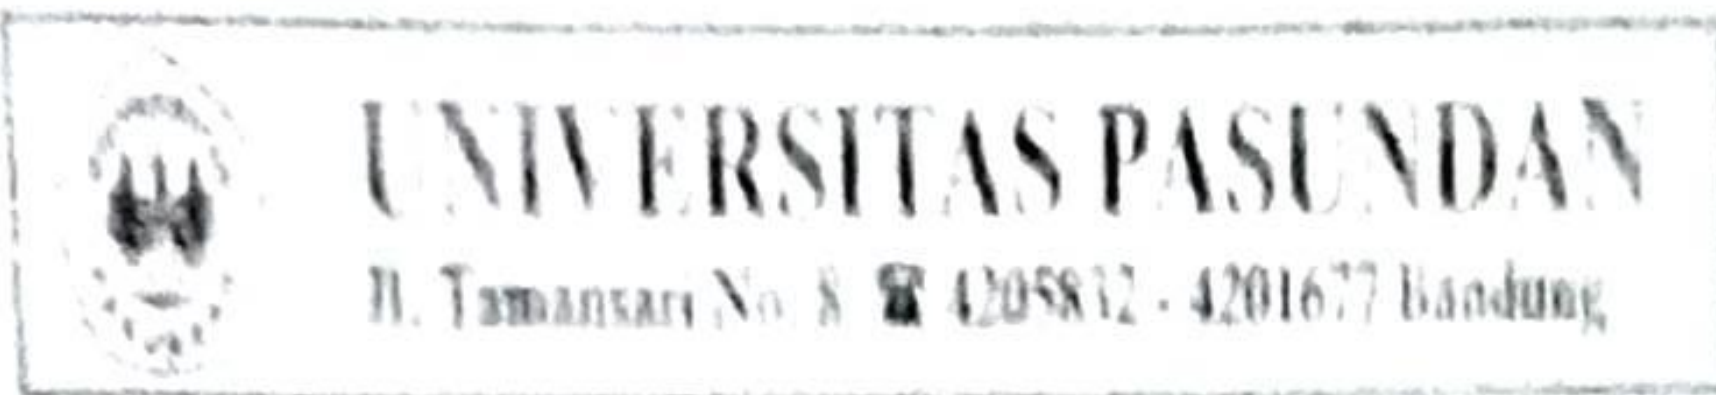 UNIVERSITAS PASUNDAN
Jl. Tamansari No. 8 ☎ 4205832 - 4201677 Bandung